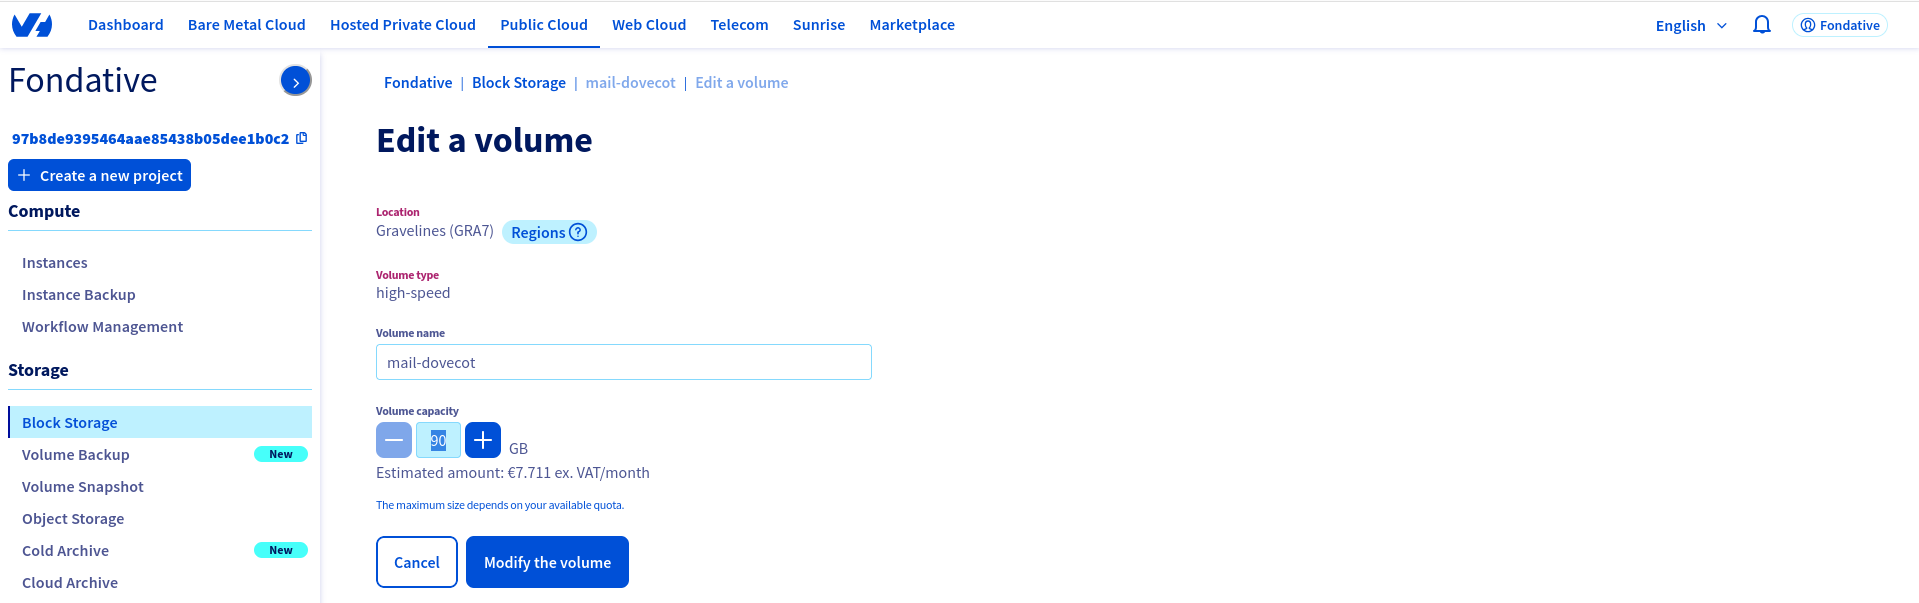 Dashboard Bare Metal Cloud Hosted Private Cloud Public Cloud Web Cloud Telecom Sunrise Marketplace English Fondative
Fondative
97b8de9395464aae85438b05dee1b0c2
Create a new project
Compute
Instances
Instance Backup
Workflow Management
Storage
Block Storage
Volume Backup New
Volume Snapshot
Object Storage
Cold Archive New
Cloud Archive
Fondative | Block Storage | mail-dovecot | Edit a volume
Edit a volume
Location
Gravelines (GRA7) Regions ?
Volume type
high-speed
Volume name
mail-dovecot
Volume capacity
90 GB
Estimated amount: €7.711 ex. VAT/month
The maximum size depends on your available quota.
Cancel Modify the volume